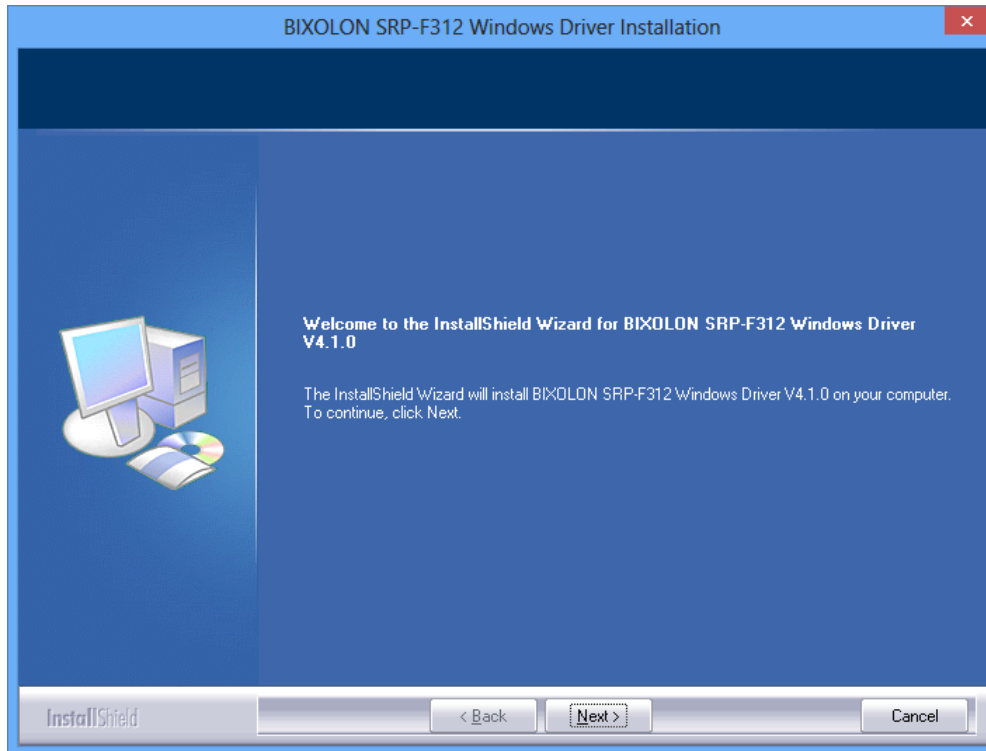 BIXOLON SRP-F312 Windows Driver Installation
Welcome to the InstallShield Wizard for BIXOLON SRP-F312 Windows Driver
V4.1.0
The InstallShield Wizard will install BIXOLON SRP-F312 Windows Driver V4.1.0 on your computer.
To continue, click Next.
InstallShield
< Back
Next >
Cancel